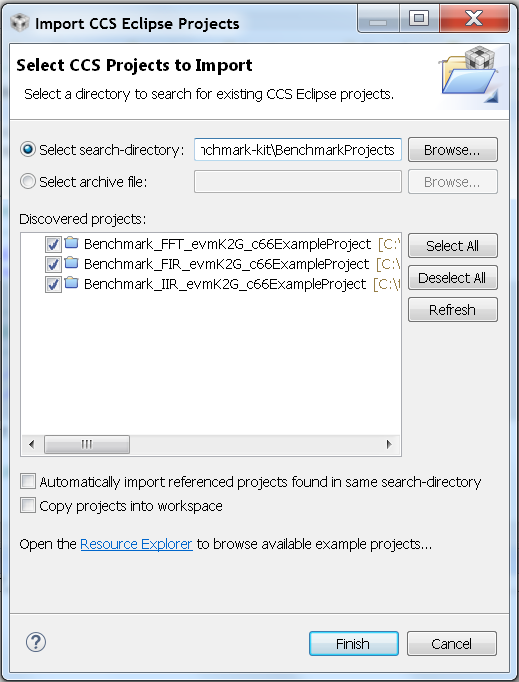 Import CCS Eclipse Projects
Select CCS Projects to Import
Select a directory to search for existing CCS Eclipse projects.
Select search-directory: nchmark-kit\BenchmarkProjects Browse...
Select archive file: Browse...
Discovered projects:
Benchmark_FFT_evmK2G_c66ExampleProject [C:\
Benchmark_FIR_evmK2G_c66ExampleProject [C:\
Benchmark_IIR_evmK2G_c66ExampleProject [C:\t
Select All
Deselect All
Refresh
Automatically import referenced projects found in same search-directory
Copy projects into workspace
Open the Resource Explorer to browse available example projects...
? Finish Cancel